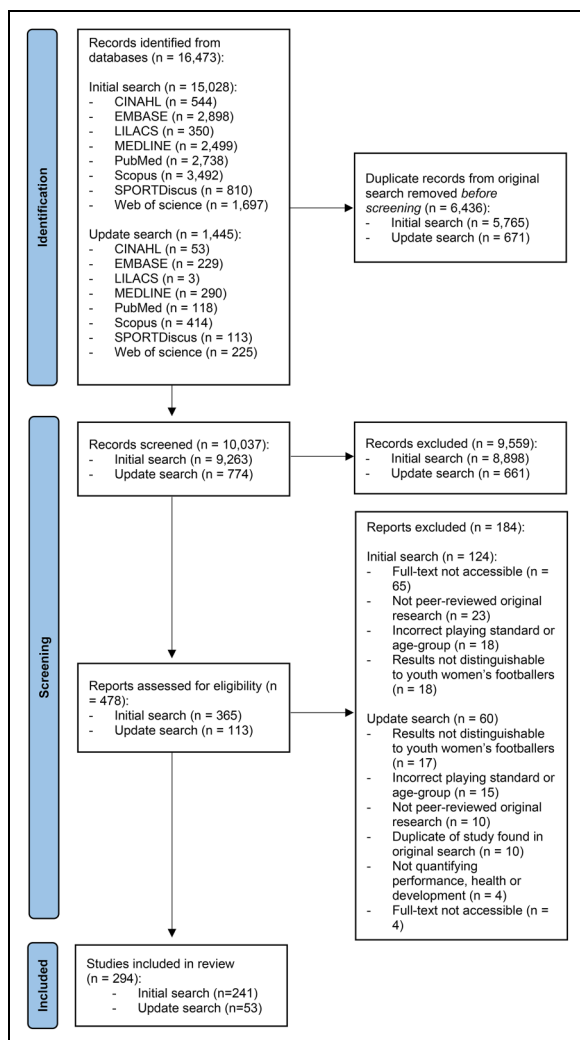 Identification
Records identified from
databases (n = 16,473)
Initial search (n = 15,028)
- CINAHL (n = 544)
- EMBASE (n = 2,898)
- LILACS (n = 350)
- MEDLINE (n = 2,499)
- PubMed (n = 2,738)
- Scopus (n = 3,492)
- SPORTDiscus (n = 810)
- Web of science (n = 1,697)
Update search (n = 1,445)
- CINAHL (n = 53)
- EMBASE (n = 229)
- LILACS (n = 3)
- MEDLINE (n = 290)
- PubMed (n = 118)
- Scopus (n = 414)
- SPORTDiscus (n = 113)
- Web of science (n = 225)
Duplicate records from original
search removed before
screening (n = 6,436):
- Initial search (n = 5,765)
- Update search (n = 671)
Screening
Records screened (n = 10,037)
- Initial search (n = 9,263)
- Update search (n = 774)
Records excluded (n = 9,559):
- Initial search (n = 8,898)
- Update search (n = 661)
Reports assessed for eligibility (n
= 478)
- Initial search (n = 365)
- Update search (n = 113)
Reports excluded (n = 184):
Initial search (n = 124)
- Full-text not accessible (n =
65)
- Not peer-reviewed original
research (n = 23)
- Incorrect playing standard or
age-group (n = 18)
- Results not distinguishable
to youth women's footballers
(n = 18)
Update search (n = 60)
- Results not distinguishable
to youth women's footballers
(n = 17)
- Incorrect playing standard or
age-group (n = 15)
- Not peer-reviewed original
research (n = 10)
- Duplicate of study found in
original search (n = 10)
- Not quantifying
performance, health or
development (n = 4)
- Full-text not accessible (n =
4)
Included
Studies included in review
(n = 294):
- Initial search (n=241)
- Update search (n=53)